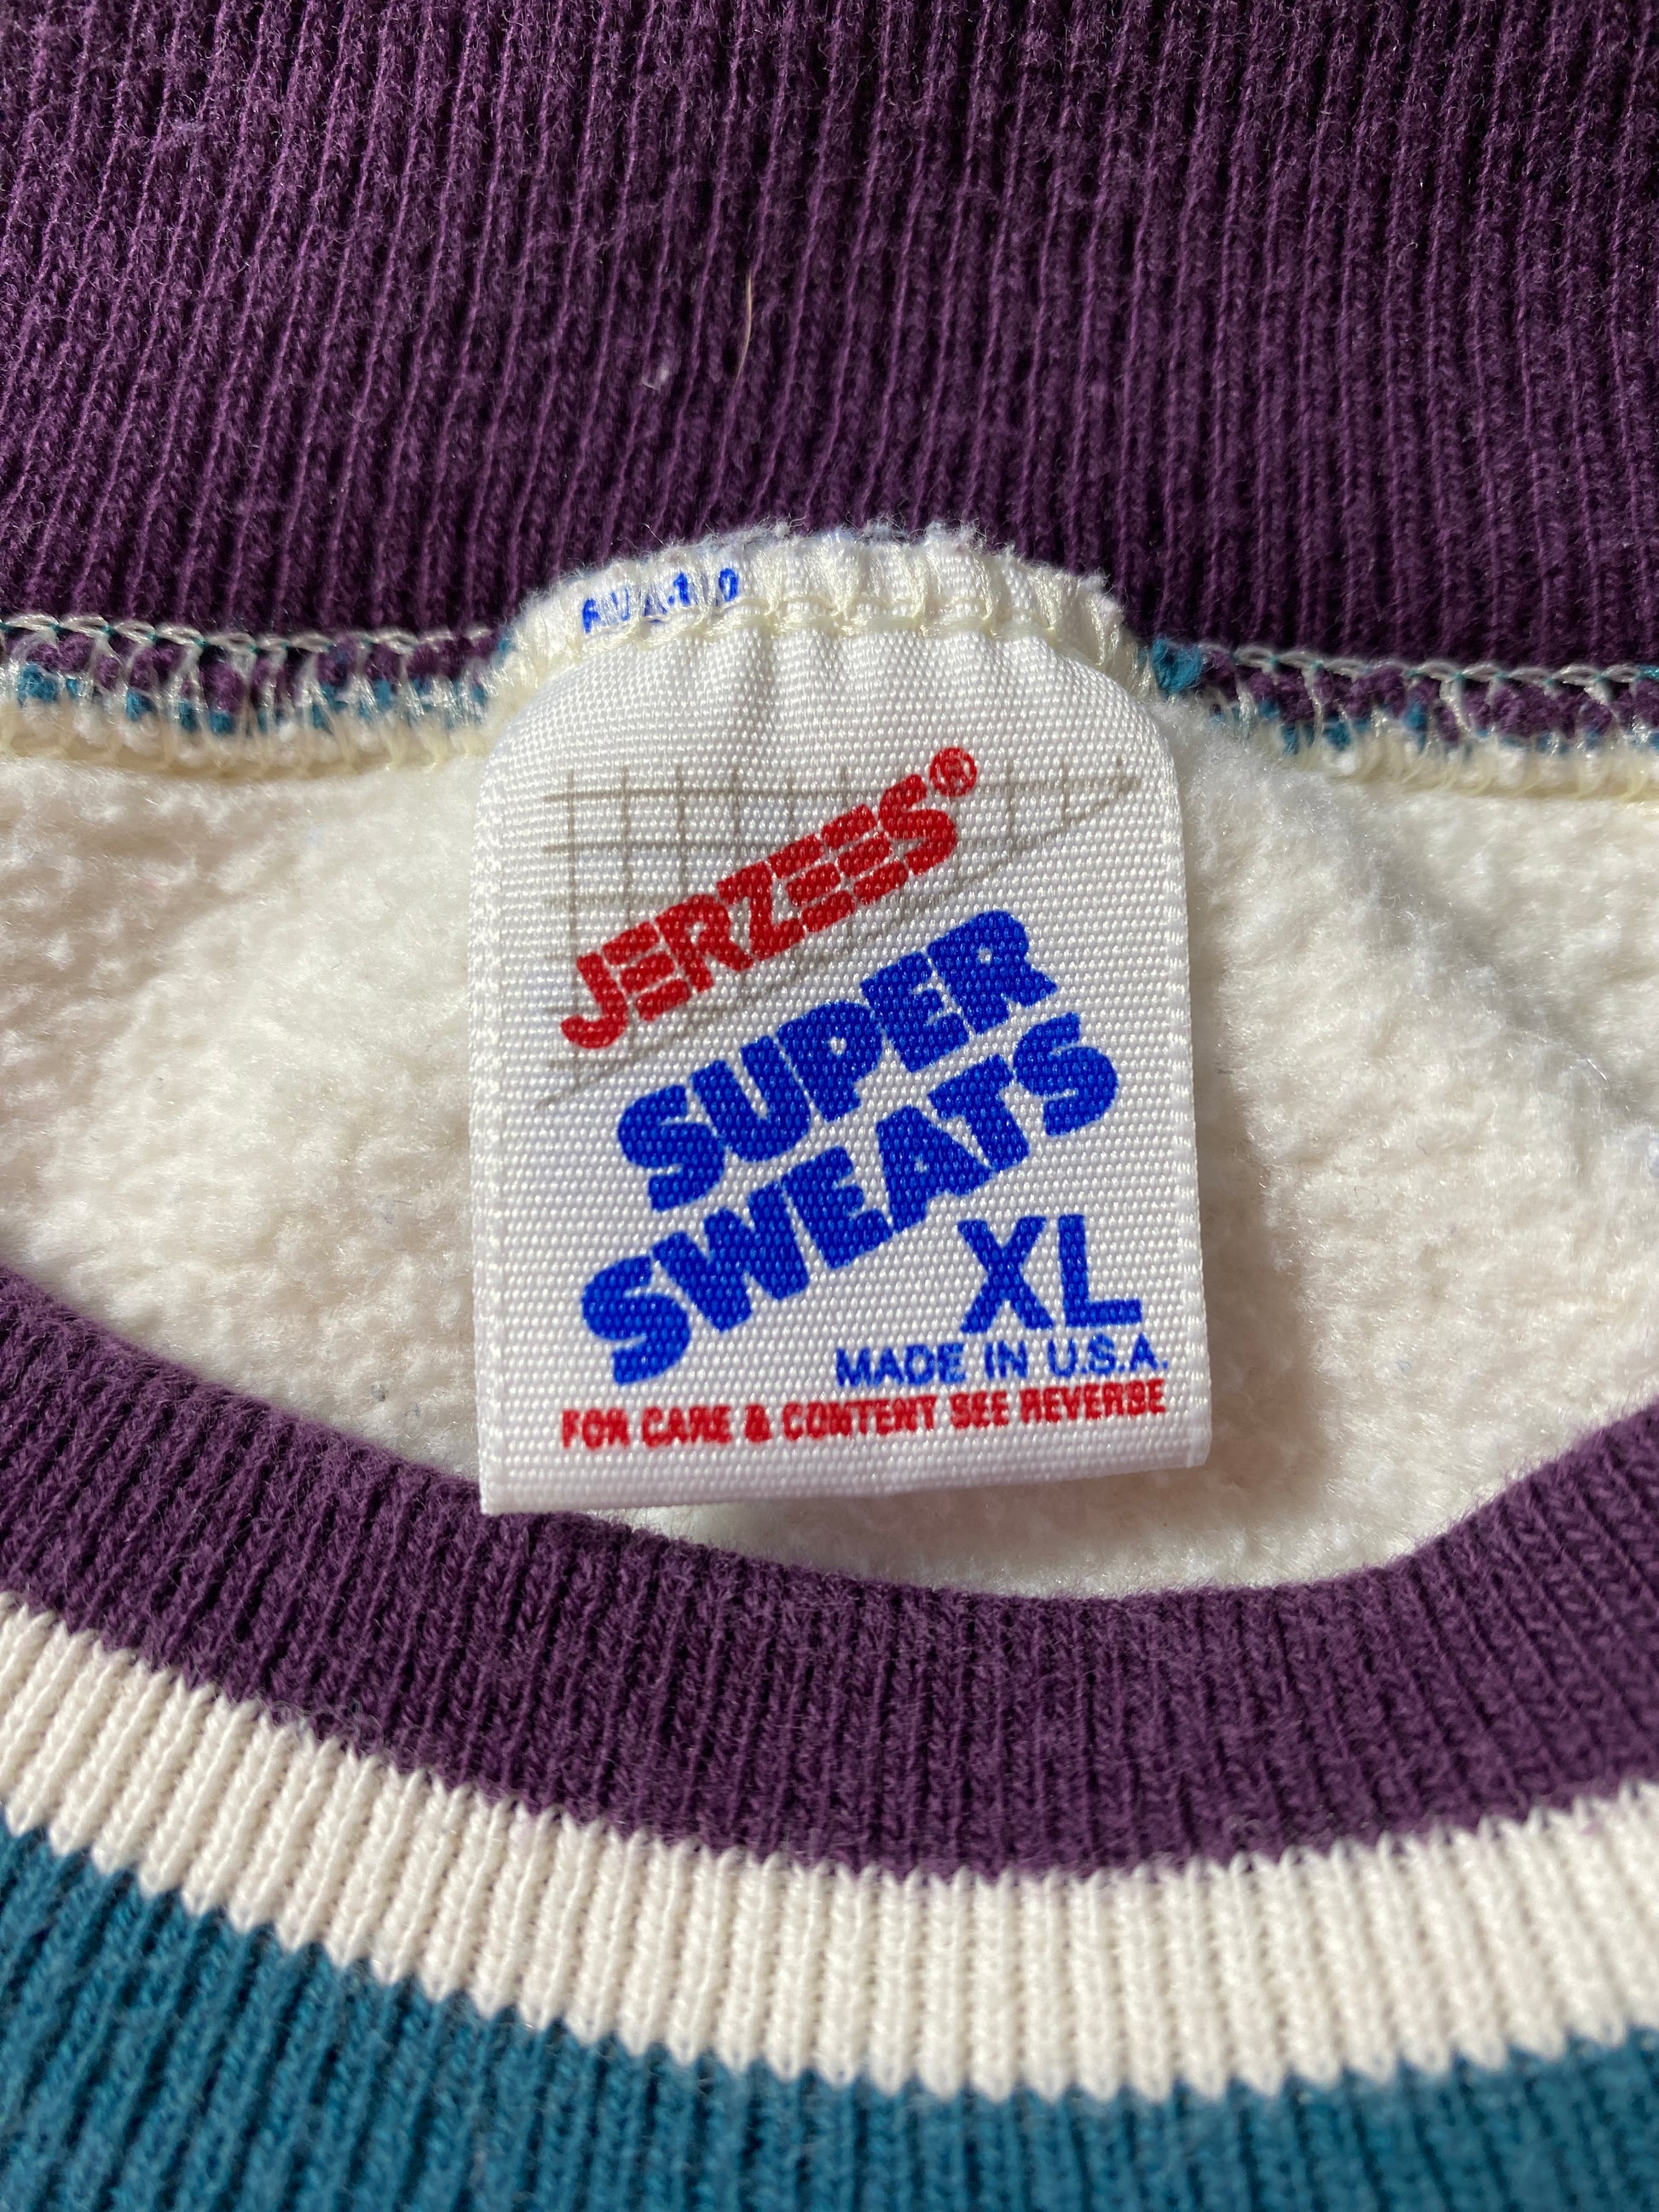 JERZEES®
SUPER
SWEATS
XL
MADE IN U.S.A.
FOR CARE & CONTENT SEE REVERSE